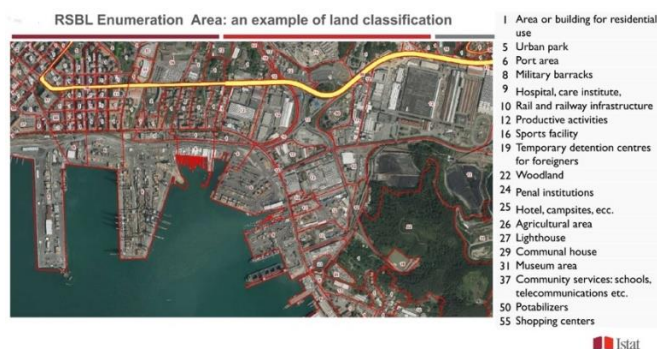 RSBL Enumeration Area: an example of land classification
1 Area or building for residential
use
5 Urban park
6 Port area
8 Military barracks
9 Hospital, care institute,
10 Rail and railway infrastructure
12 Productive activities
16 Sports facility
19 Temporary detention centres
for foreigners
22 Woodland
24 Penal institutions
25 Hotel, campsites, ecc.
26 Agricultural area
27 Lighthouse
29 Communal house
31 Museum area
37 Community services: schools,
telecommunications etc.
50 Potabilizers
55 Shopping centers
Istat